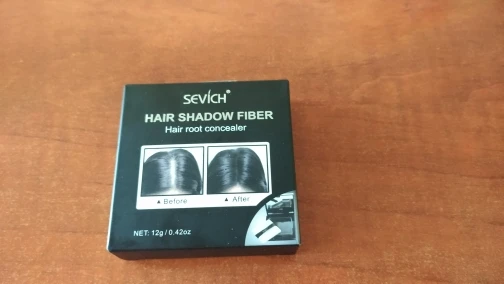 SEVICH®
HAIR SHADOW FIBER
Hair root concealer
▲ Before
▲ After
NET: 12g / 0.42oz